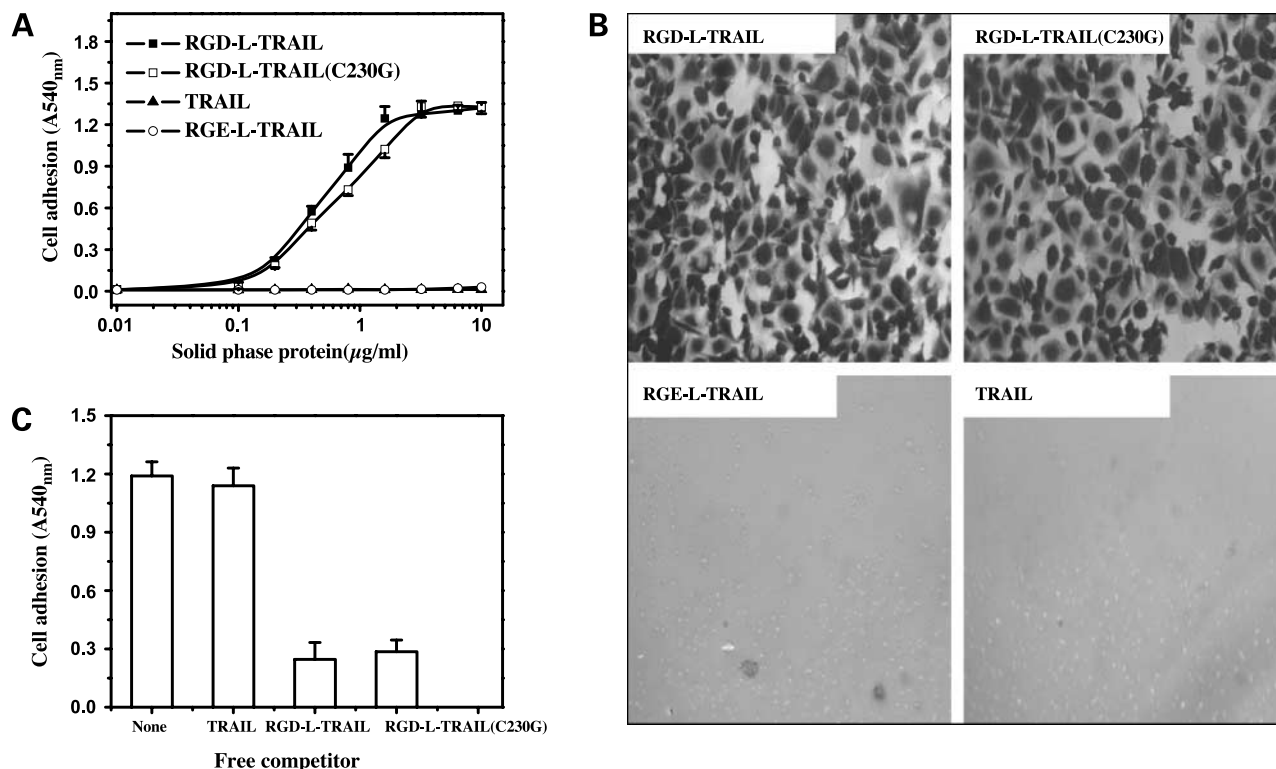 A
1.8
1.5
1.2
0.9
0.6
0.3
0.0
Cell adhesion (A540nm)
RGD-L-TRAIL
RGD-L-TRAIL(C230G)
TRAIL
RGE-L-TRAIL
0.01 0.1 1 10
Solid phase protein(µg/ml)
B
RGD-L-TRAIL
RGD-L-TRAIL(C230G)
RGE-L-TRAIL
TRAIL
C
1.5
1.2
0.9
0.6
0.3
0.0
Cell adhesion (A540nm)
None TRAIL RGD-L-TRAIL RGD-L-TRAIL(C230G)
Free competitor